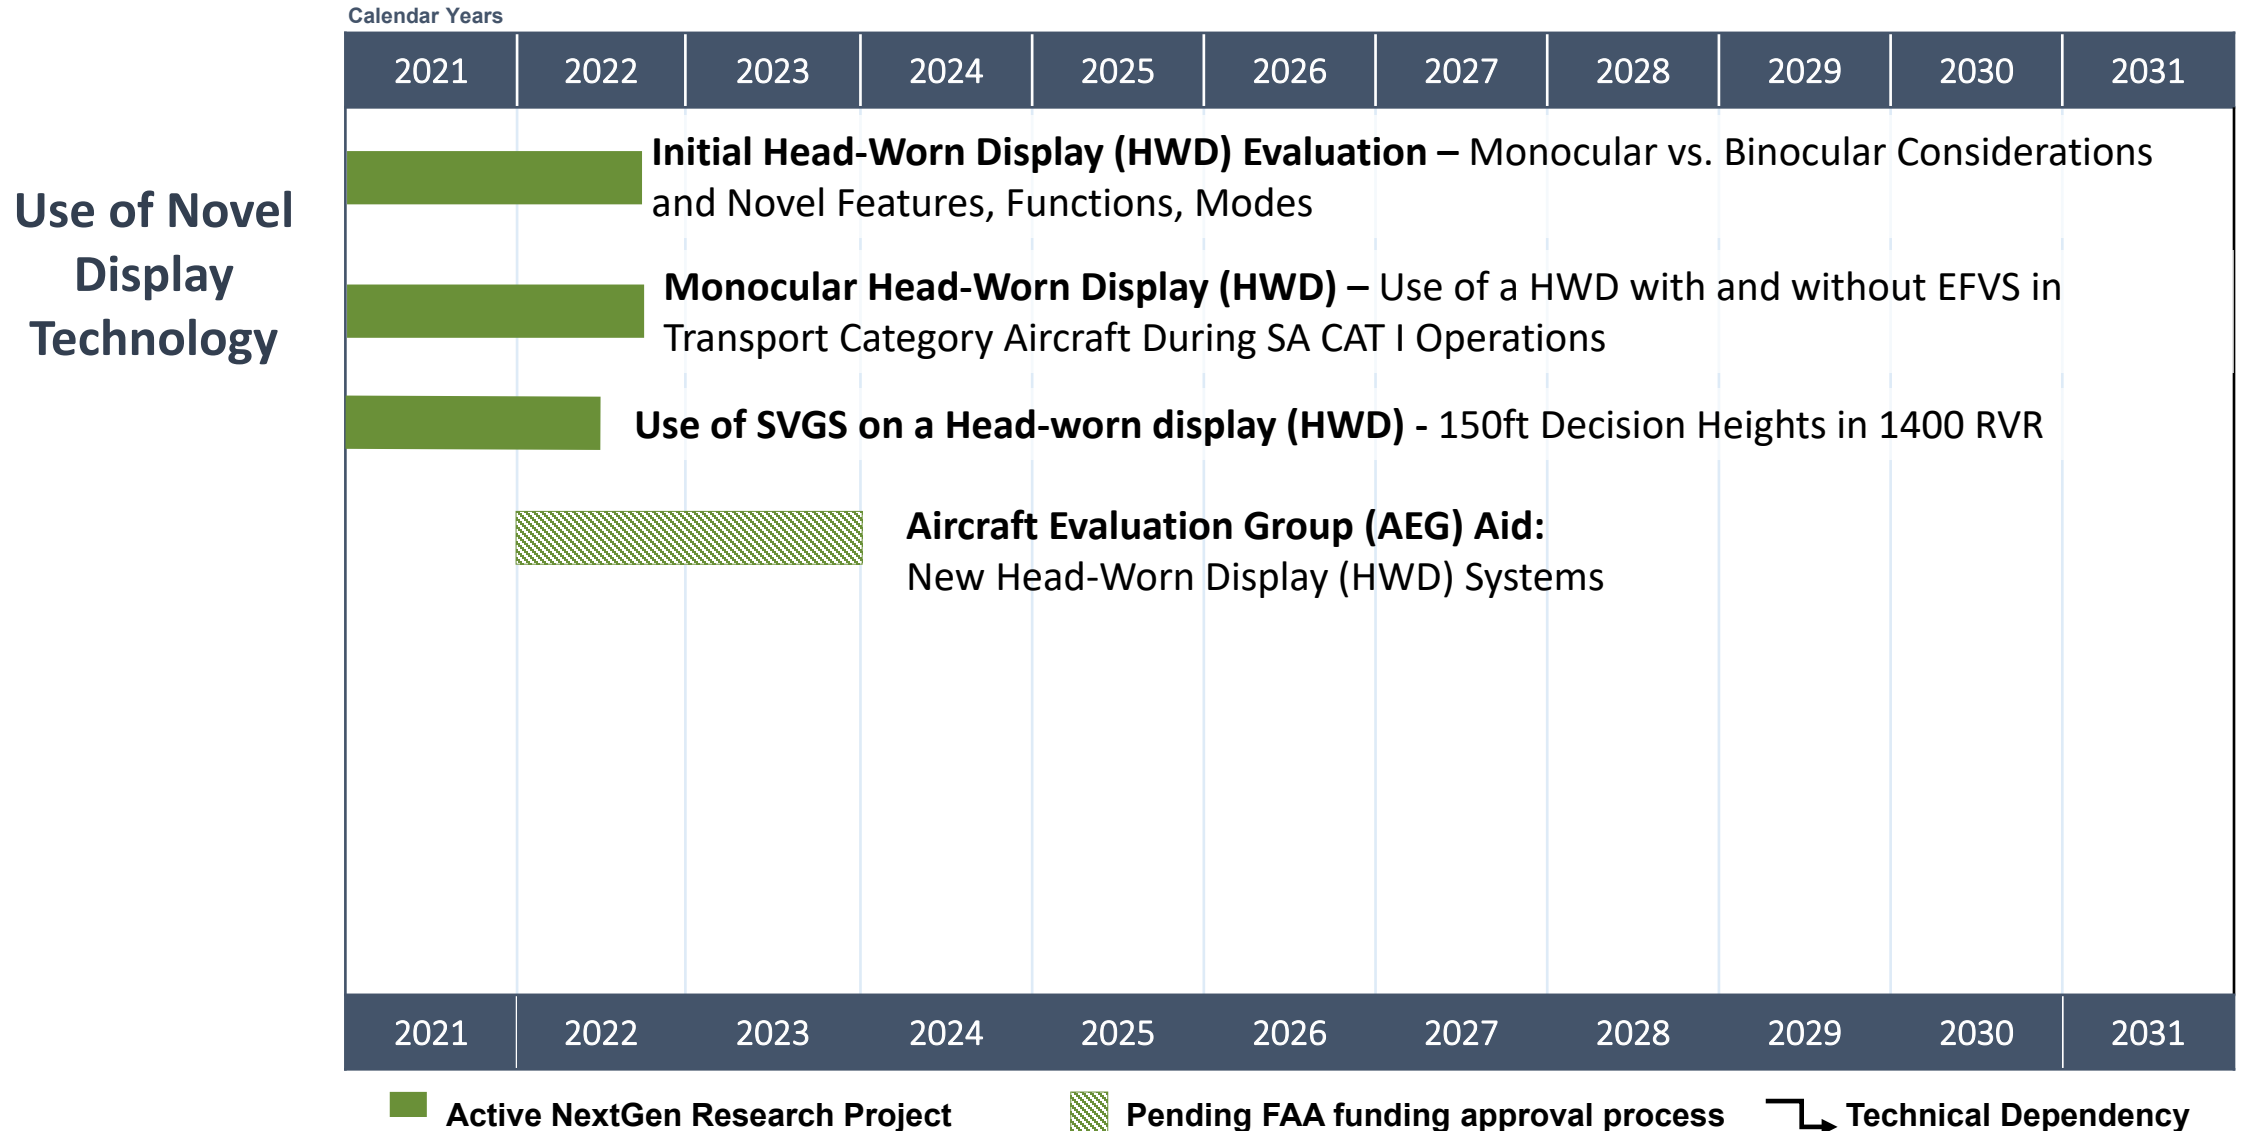 Calendar Years
2021 2022 2023 2024 2025 2026 2027 2028 2029 2030 2031
Use of Novel
Display
Technology
Initial Head-Worn Display (HWD) Evaluation – Monocular vs. Binocular Considerations
and Novel Features, Functions, Modes
Monocular Head-Worn Display (HWD) – Use of a HWD with and without EFVS in
Transport Category Aircraft During SA CAT I Operations
Use of SVGS on a Head-worn display (HWD) - 150ft Decision Heights in 1400 RVR
Aircraft Evaluation Group (AEG) Aid:
New Head-Worn Display (HWD) Systems
2021 2022 2023 2024 2025 2026 2027 2028 2029 2030 2031
Active NextGen Research Project
Pending FAA funding approval process
Technical Dependency